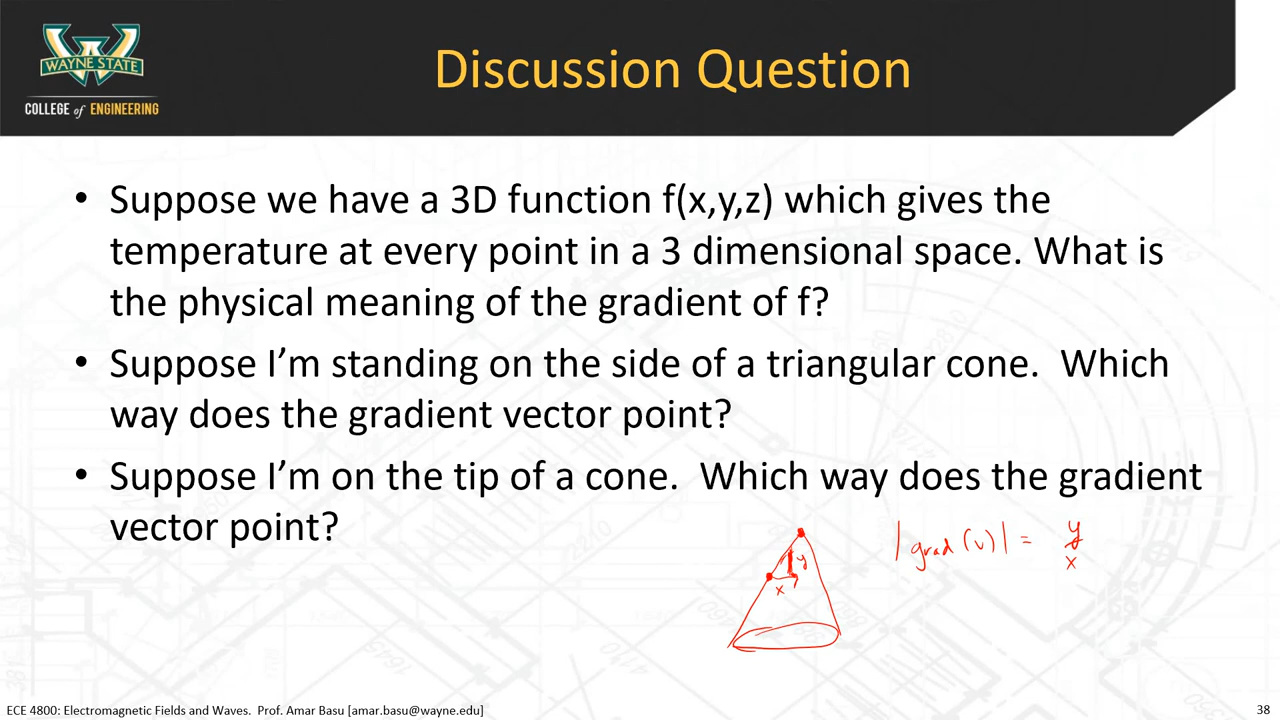 WAYNE STATE
COLLEGE of ENGINEERING
Discussion Question
• Suppose we have a 3D function f(x,y,z) which gives the
temperature at every point in a 3 dimensional space. What is
the physical meaning of the gradient of f?
• Suppose I’m standing on the side of a triangular cone.  Which
way does the gradient vector point?
• Suppose I’m on the tip of a cone.  Which way does the gradient
vector point?
y
x
|grad(v)| = y
x
ECE 4800: Electromagnetic Fields and Waves.  Prof. Amar Basu [amar.basu@wayne.edu]
38